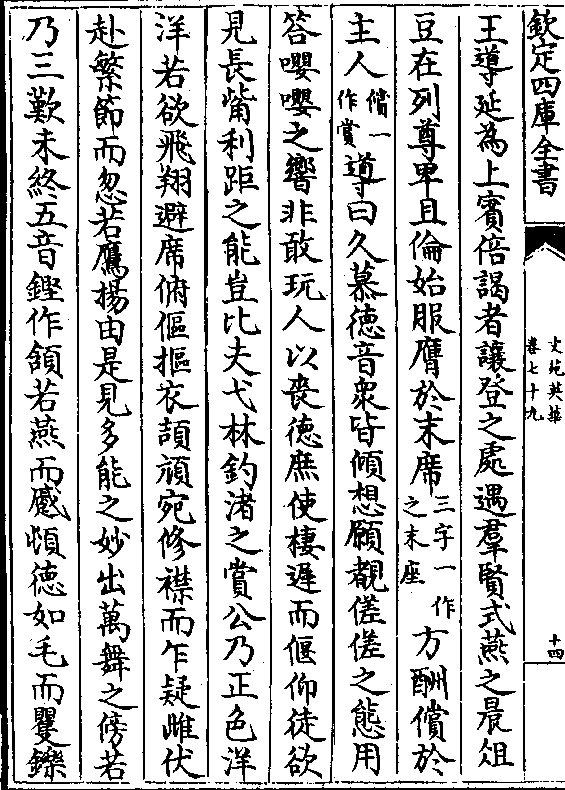 欽定四庫全書
文苑英華
卷七十九
十四
王導延為上賓倍謁者讓登之處遇羣賢式燕之晨俎
豆在列尊卑且倫始服膺於末席三字一作之末座方酬償於
主人償一作賞導曰久慕德音衆皆傾想願覩傞傞之態用
答嚶嚶之響非敢玩人以喪德庶使棲遲而偃仰徒欲
見長觜利距之能豈比夫弋林釣渚之賞公乃正色洋
洋若欲飛翔避席俯傴摳衣頡頏宛修襟而乍疑雌伏
赴繁節而忽若鷹揚由是見多能之妙出萬舞之傍若
乃三歎未終五音鏗作頷若燕而蹙頞德如毛而矍鑠